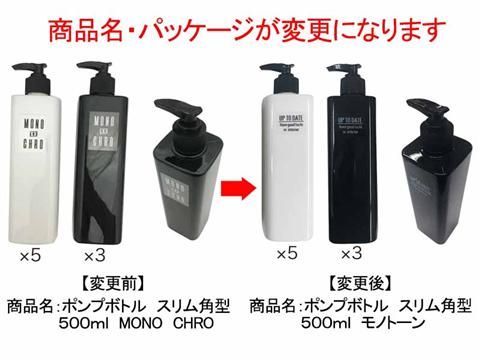 商品名・パッケージが変更になります
MONO
CHRO
MONO
CHRO
UP TO DATE
UP TO DATE
×5
×3
×5
×3
【変更前】
商品名：ポンプボトル スリム角型
500ml MONO CHRO
【変更後】
商品名：ポンプボトル スリム角型
500ml モノトーン